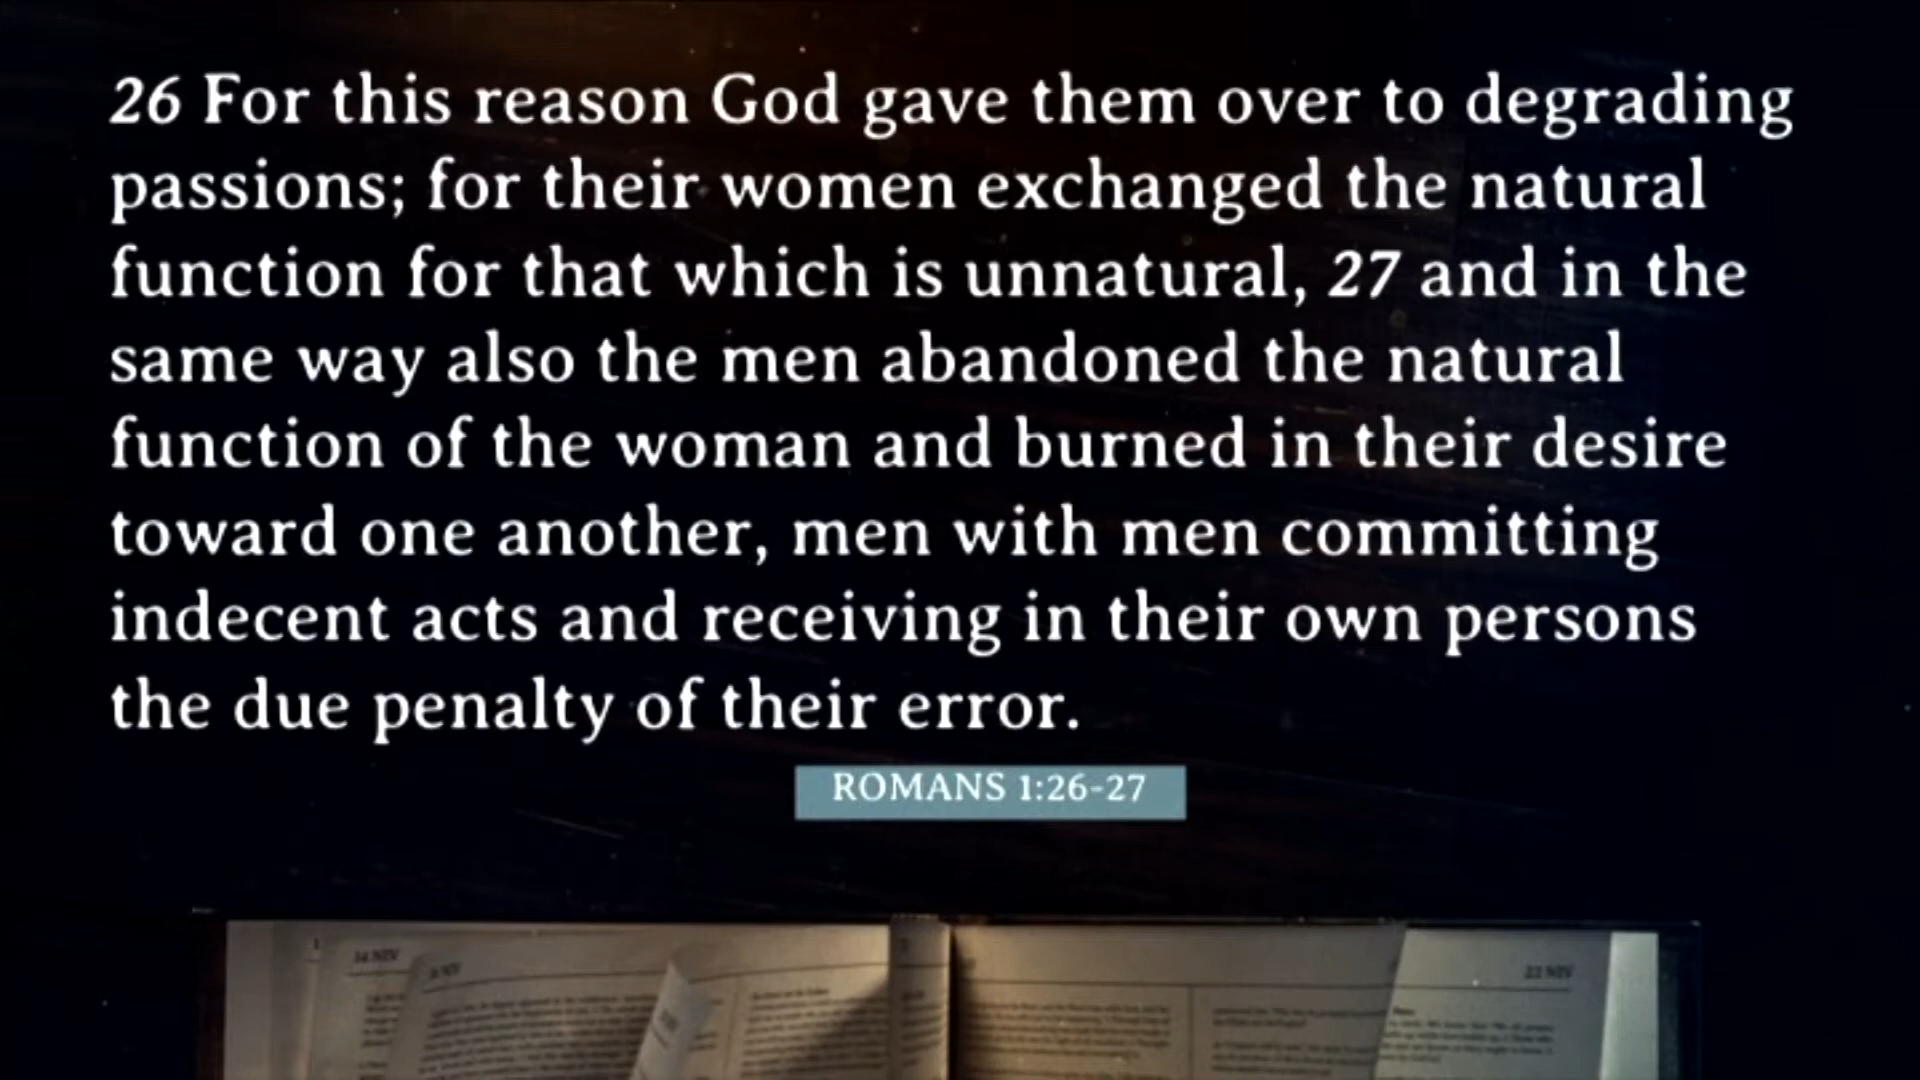 26 For this reason God gave them over to degrading
passions; for their women exchanged the natural
function for that which is unnatural, 27 and in the
same way also the men abandoned the natural
function of the woman and burned in their desire
toward one another, men with men committing
indecent acts and receiving in their own persons
the due penalty of their error.
ROMANS 1:26-27